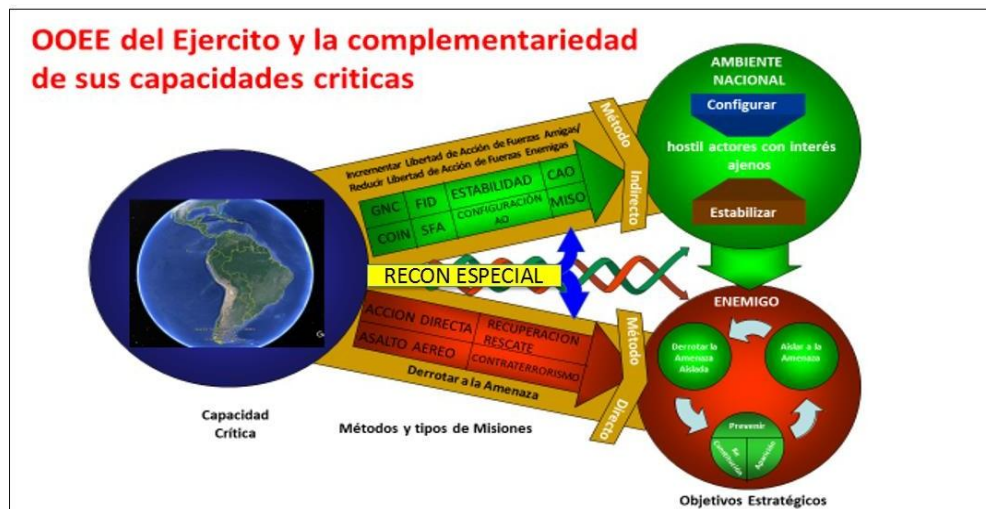 OOEE del Ejercito y la complementariedad
de sus capacidades criticas
Incrementar Libertad de Acción de Fuerzas Amigas/
Reducir Libertad de Acción de Fuerzas Enemigas
GNC FID ESTABILIDAD CAO
COIN SFA CONFIGURACIÓN
AO
MISO
Método
Indirecto
AMBIENTE
NACIONAL
Configurar
hostil actores con interés
ajenos
Estabilizar
RECON ESPECIAL
ACCION DIRECTA
RECUPERACION
RESCATE
ASALTO AEREO
CONTRATERRORISMO
Derrotar a la Amenaza
Método
Directo
ENEMIGO
Derrotar la
Amenaza
Aislada
Aislar a la
Amenaza
Prevenir
Re
Constitución
Aparición
Capacidad
Crítica
Métodos y tipos de Misiones
Objetivos Estratégicos